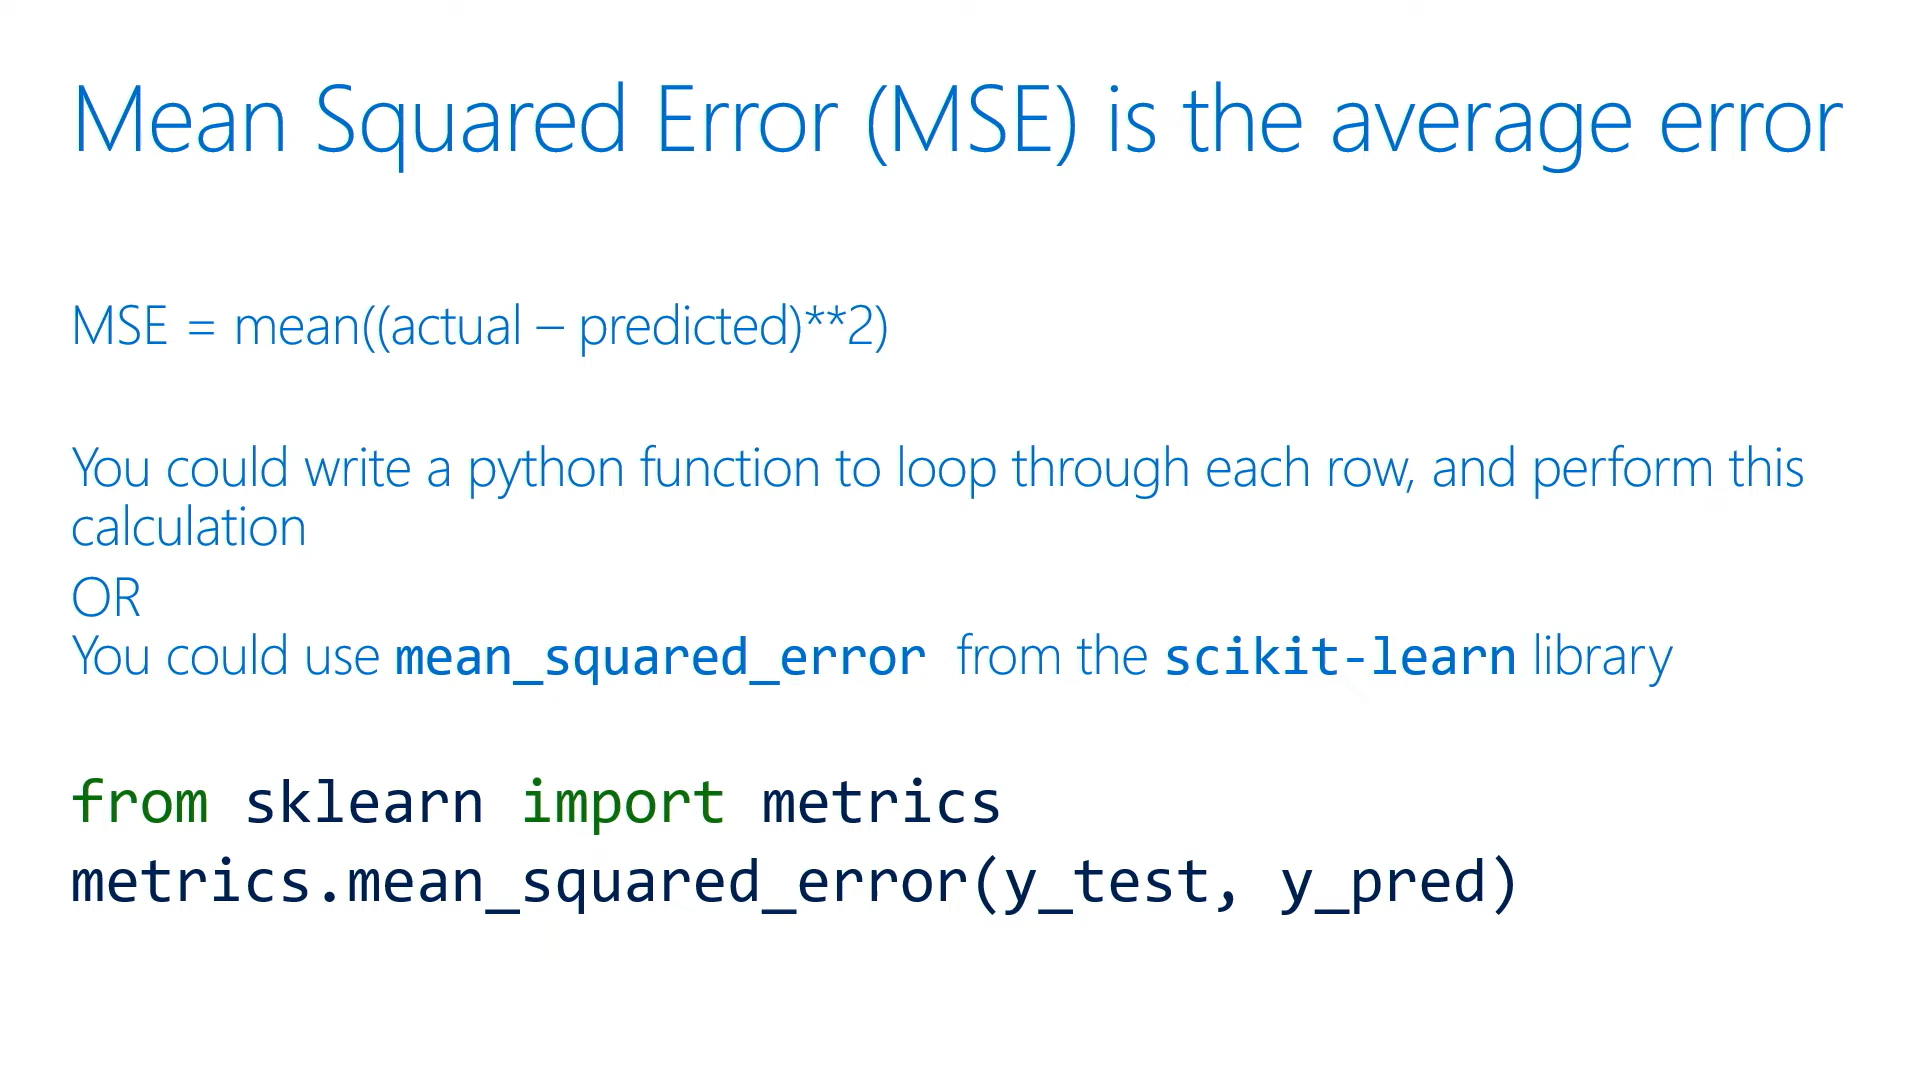 Mean Squared Error (MSE) is the average error
MSE = mean((actual – predicted)**2)
You could write a python function to loop through each row, and perform this
calculation
OR
You could use mean_squared_error from the scikit-learn library
from sklearn import metrics
metrics.mean_squared_error(y_test, y_pred)